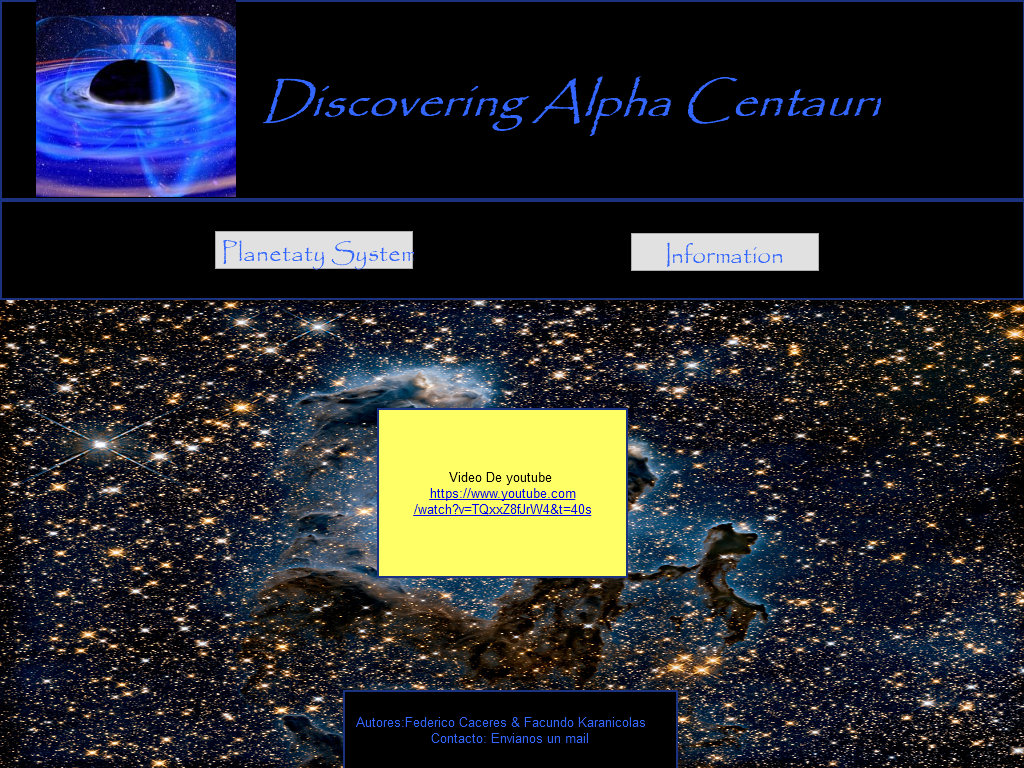 Discovering Alpha Centauri
Planetaty System
Information
Video De youtube
https://www.youtube.com
/watch?v=TQxxZ8fJrW4&t=40s
Autores:Federico Caceres & Facundo Karanicolas
Contacto: Envianos un mail